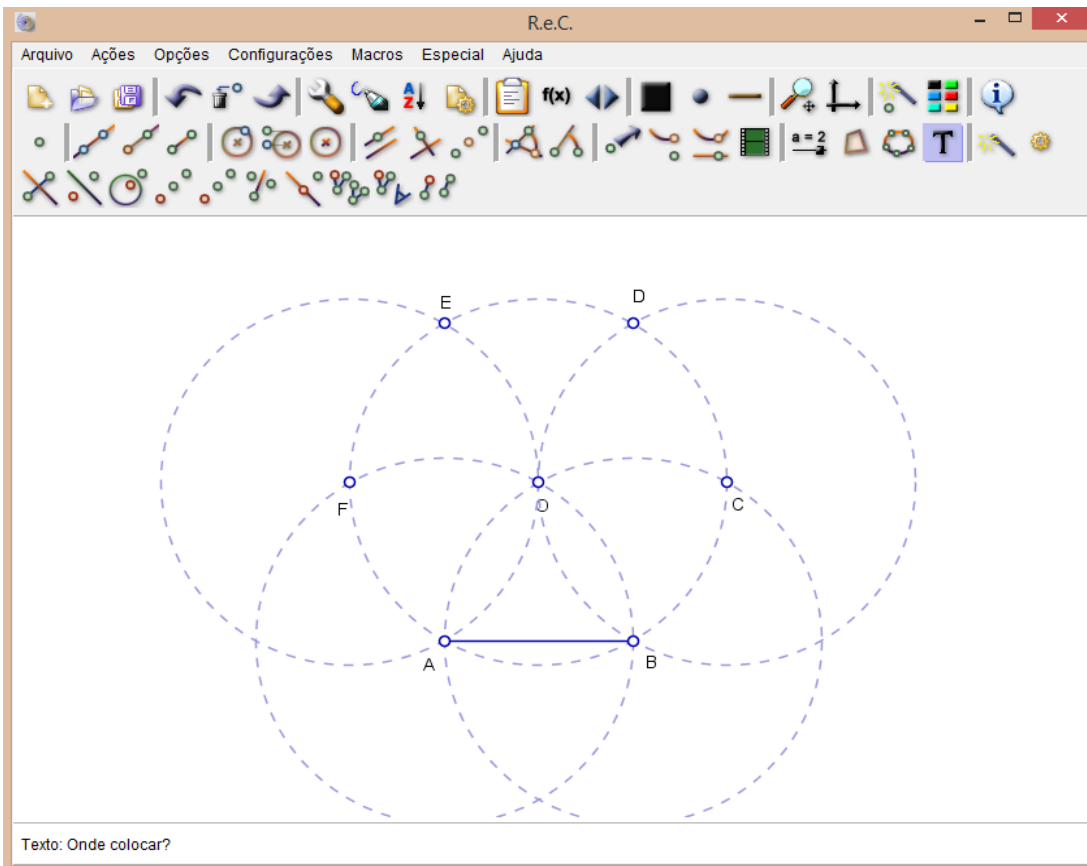 R.e.C.
Arquivo Ações Opções Configurações Macros Especial Ajuda
A Z f(x) i
a = 2 T
E D
F O C
A B
Texto: Onde colocar?